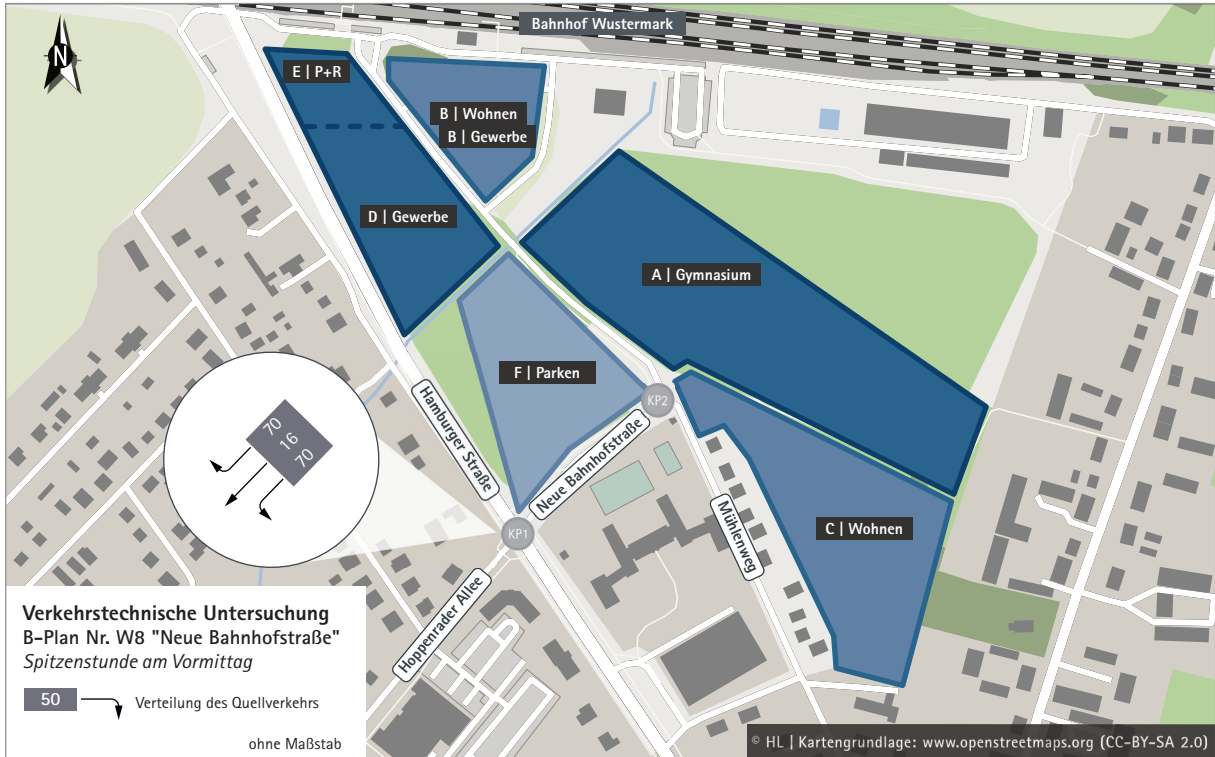 Bahnhof Wustermark
N
E | P+R
B | Wohnen
B | Gewerbe
D | Gewerbe
A | Gymnasium
F | Parken
KP2
Hamburger Straße
Neue Bahnhofstraße
70
16
70
Mühlenweg
C | Wohnen
KP1
Hoppenrader Allee
Verkehrstechnische Untersuchung
B-Plan Nr. W8 "Neue Bahnhofstraße"
Spitzenstunde am Vormittag
50 Verteilung des Quellverkehrs
ohne Maßstab
© HL | Kartengrundlage: www.openstreetmaps.org (CC-BY-SA 2.0)